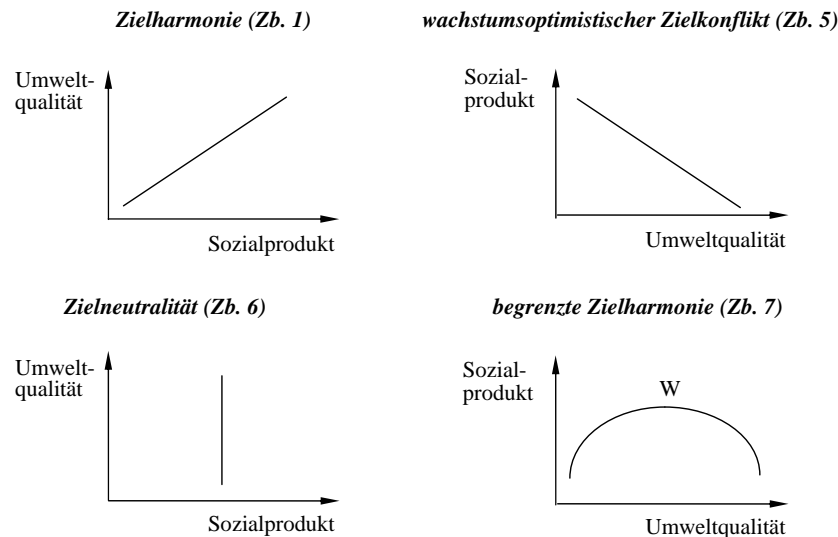 Zielharmonie (Zb. 1)
wachstumsoptimistischer Zielkonflikt (Zb. 5)
Umwelt-
qualität
Sozialprodukt
Sozial-
produkt
Umweltqualität
Zielneutralität (Zb. 6)
begrenzte Zielharmonie (Zb. 7)
Umwelt-
qualität
Sozialprodukt
Sozial-
produkt
W
Umweltqualität